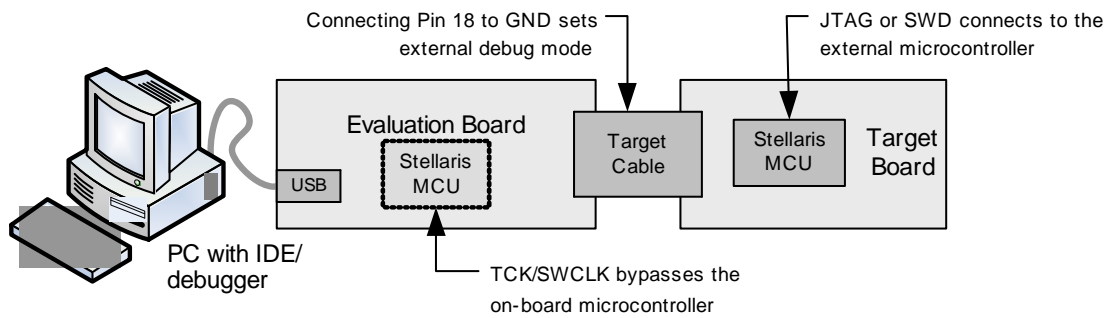 Connecting Pin 18 to GND sets
external debug mode
JTAG or SWD connects to the
external microcontroller
Evaluation Board
Stellaris
MCU
Target
Cable
Stellaris
MCU
Target
Board
USB
PC with IDE/
debugger
TCK/SWCLK bypasses the
on-board microcontroller